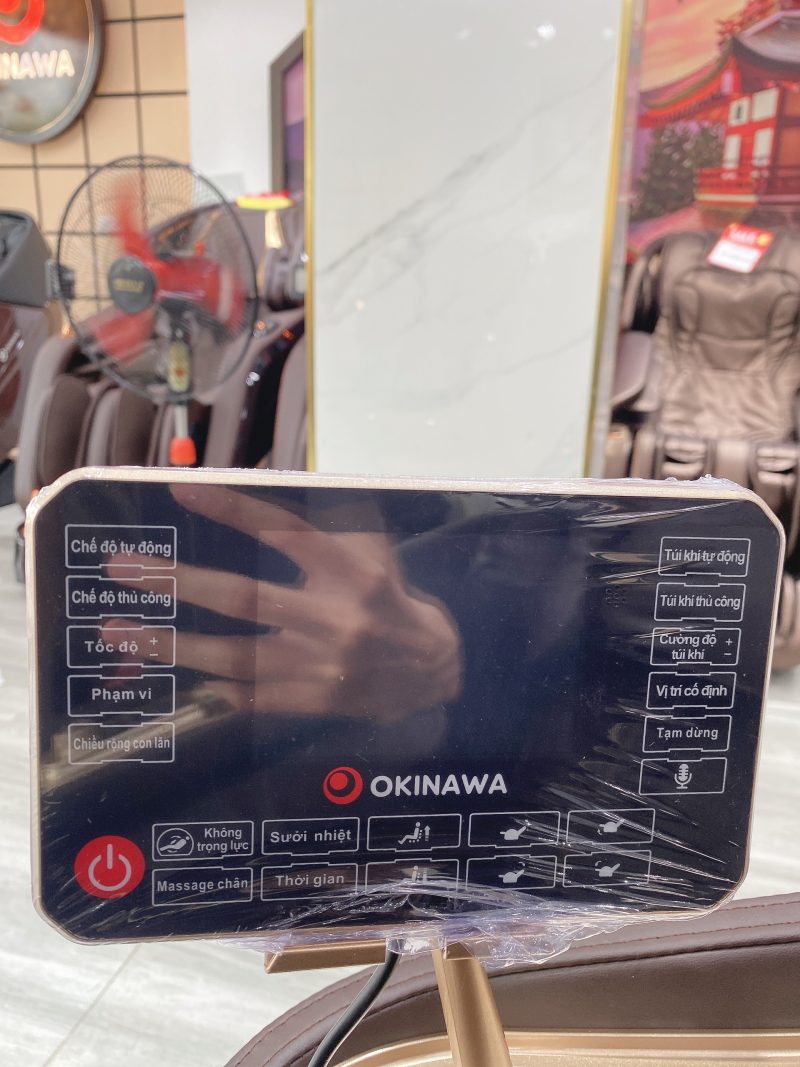 INAWA
Chế độ tự động
Chế độ thủ công
Tốc độ + -
Phạm vi
Chiều rộng con lăn
Túi khí tự động
Túi khí thủ công
Cường độ
túi khí + -
Vị trí cố định
Tạm dừng
OKINAWA
Không
trọng lực
Sưởi nhiệt
Massage chân
Thời gian